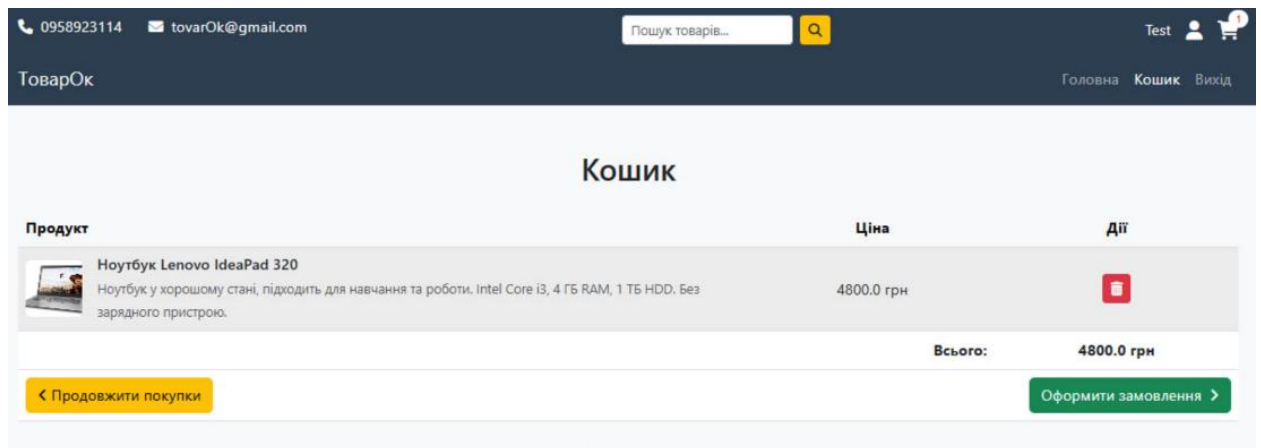 0958923114 tovarOk@gmail.com Пошук товарів... Test 1
ТоварОк Головна Кошик Вихід
Кошик
Продукт Ціна Дії
Ноутбук Lenovo IdeaPad 320
Ноутбук у хорошому стані, підходить для навчання та роботи. Intel Core i3, 4 ГБ RAM, 1 ТБ HDD. Без
зарядного пристрою.
4800.0 грн
Всього: 4800.0 грн
Продовжити покупки Оформити замовлення